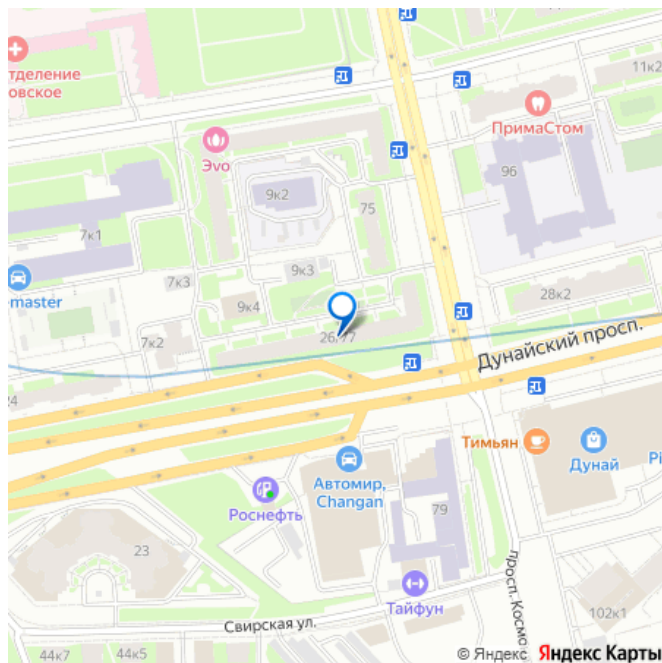 тделение
овское
11к2
ПримаСтом
Эvo
96
9к2
75
7к1
9к3
7к3
master
9к4
28к2
26/77
7к2
Дунайский просп.
24
Тимьян
Дунай
Pi
Автомир,
Changan
Роснефть
79
23
просп. Космо
Тайфун
102к1
Свирская ул.
44к7
44к5
© Яндекс Яндекс Карты